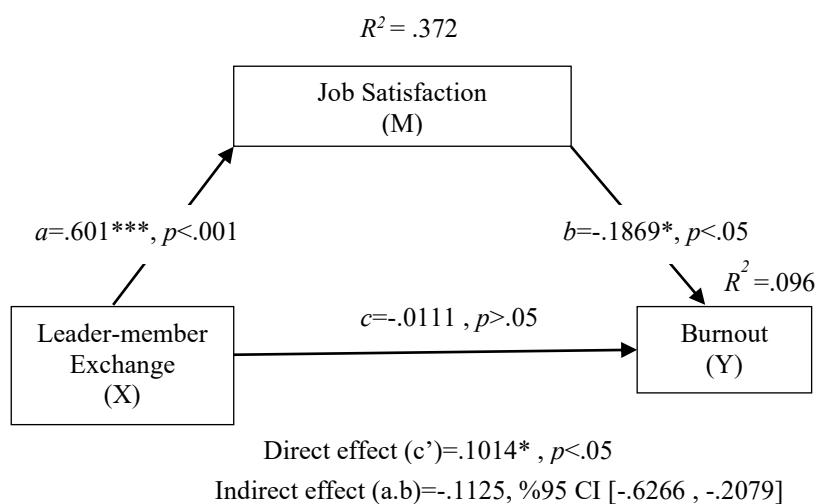 R² = .372
Job Satisfaction
(M)
a=.601***, p<.001
b=-.1869*, p<.05
R² =.096
c=-.0111 , p>.05
Leader-member
Exchange
(X)
Burnout
(Y)
Direct effect (c’)=.1014* , p<.05
Indirect effect (a.b)=-.1125, %95 CI [-.6266 , -.2079]